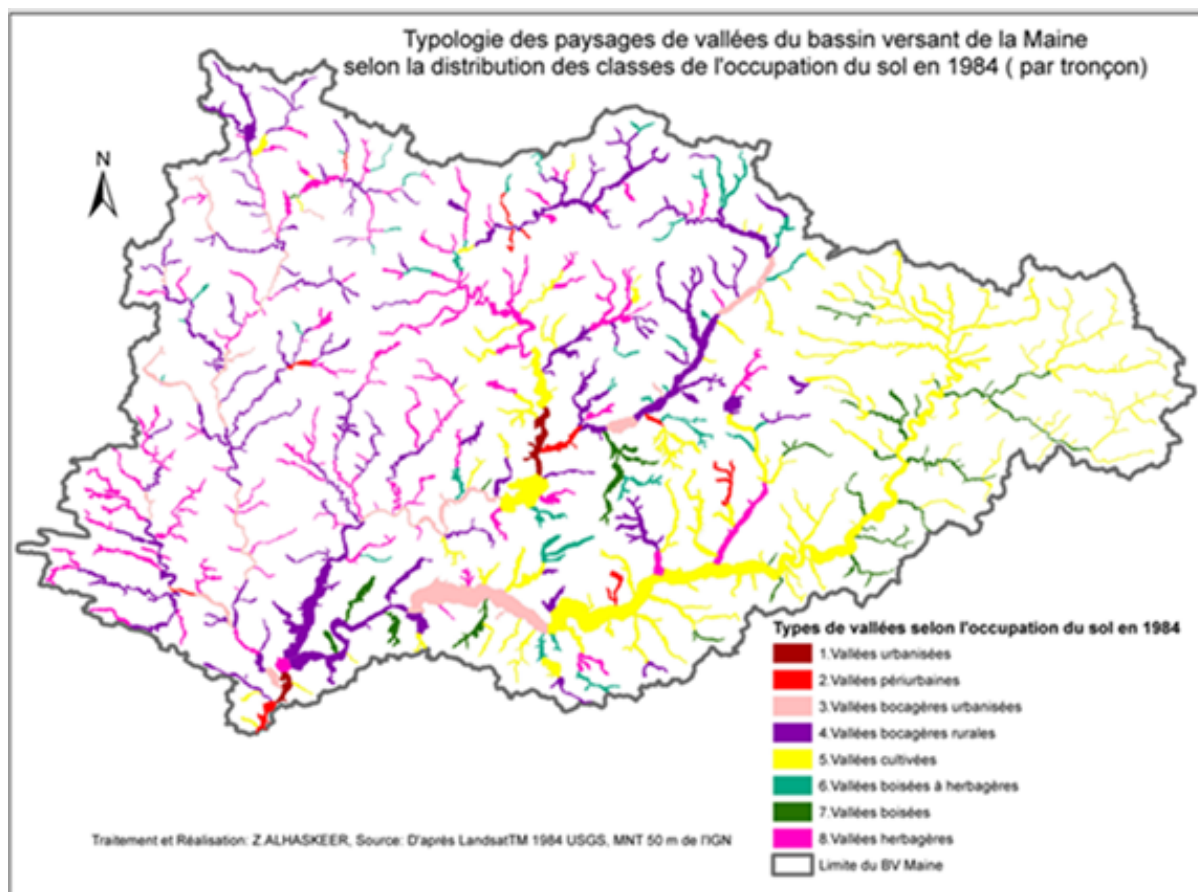 Typologie des paysages de vallées du bassin versant de la Maine
selon la distribution des classes de l'occupation du sol en 1984 ( par tronçon)
N
Types de vallées selon l'occupation du sol en 1984
1.Vallées urbanisées
2.Vallées périurbaines
3.Vallées bocagères urbanisées
4.Vallées bocagères rurales
5.Vallées cultivées
6.Vallées boisées à herbagères
7.Vallées boisées
8.Vallées herbagères
Limite du BV Maine
Traitement et Réalisation: Z.ALHASKEER, Source: D'après LandsatTM 1984 USGS, MNT 50 m de l'IGN